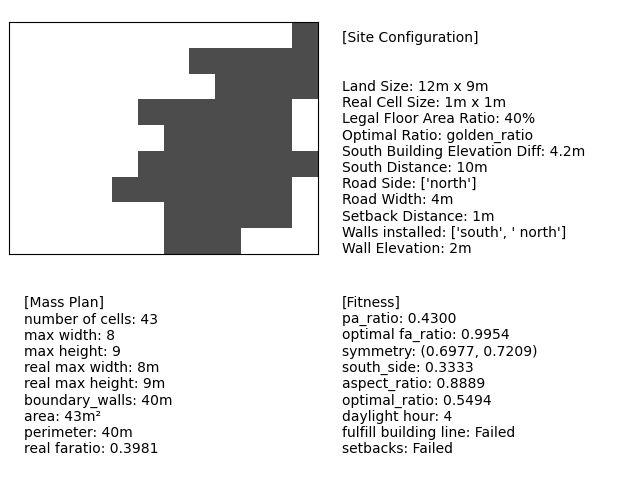 [Site Configuration]
Land Size: 12m x 9m
Real Cell Size: 1m x 1m
Legal Floor Area Ratio: 40%
Optimal Ratio: golden_ratio
South Building Elevation Diff: 4.2m
South Distance: 10m
Road Side: ['north']
Road Width: 4m
Setback Distance: 1m
Walls installed: ['south', ' north']
Wall Elevation: 2m
[Mass Plan]
number of cells: 43
max width: 8
max height: 9
real max width: 8m
real max height: 9m
boundary_walls: 40m
area: 43m²
perimeter: 40m
real faratio: 0.3981
[Fitness]
pa_ratio: 0.4300
optimal fa_ratio: 0.9954
symmetry: (0.6977, 0.7209)
south_side: 0.3333
aspect_ratio: 0.8889
optimal_ratio: 0.5494
daylight hour: 4
fulfill building line: Failed
setbacks: Failed